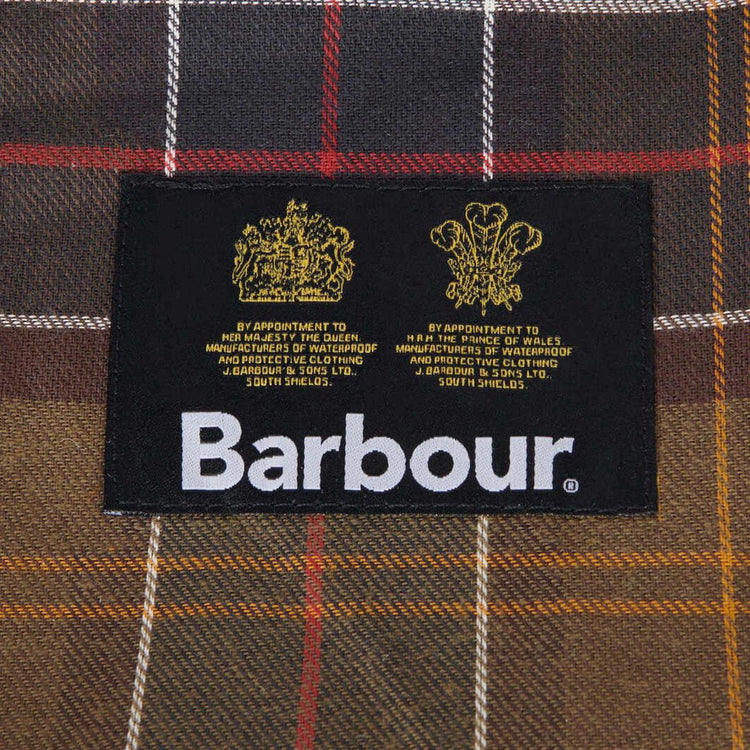 BY APPOINTMENT TO
HER MAJESTY THE QUEEN.
MANUFACTURERS OF WATERPROOF
AND PROTECTIVE CLOTHING
J. BARBOUR & SONS LTD.,
SOUTH SHIELDS.
BY APPOINTMENT TO
H.R.H. THE PRINCE OF WALES.
MANUFACTURERS OF WATERPROOF
AND PROTECTIVE CLOTHING
J. BARBOUR & SONS LTD.,
SOUTH SHIELDS.
Barbour®